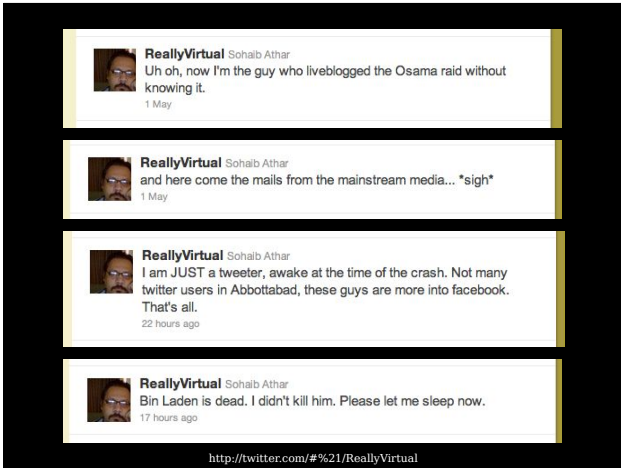 ReallyVirtual Sohaib Athar
Uh oh, now I'm the guy who liveblogged the Osama raid without
knowing it.
1 May
ReallyVirtual Sohaib Athar
and here come the mails from the mainstream media... *sigh*
1 May
ReallyVirtual Sohaib Athar
I am JUST a tweeter, awake at the time of the crash. Not many
twitter users in Abbottabad, these guys are more into facebook.
That's all.
22 hours ago
ReallyVirtual Sohaib Athar
Bin Laden is dead. I didn't kill him. Please let me sleep now.
17 hours ago
http://twitter.com/#%21/ReallyVirtual